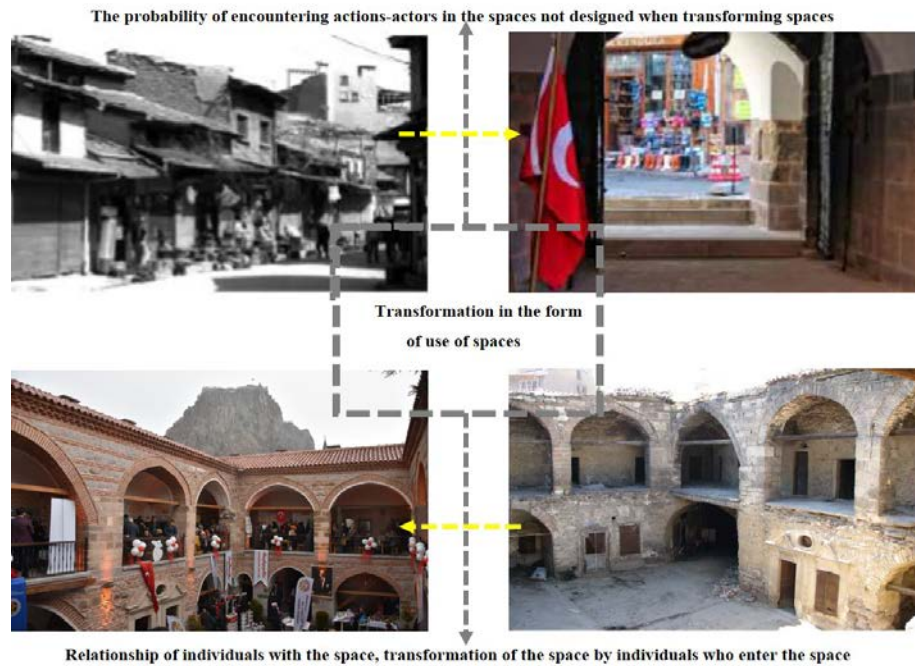 The probability of encountering actions-actors in the spaces not designed when transforming spaces
Transformation in the form
of use of spaces
Relationship of individuals with the space, transformation of the space by individuals who enter the space